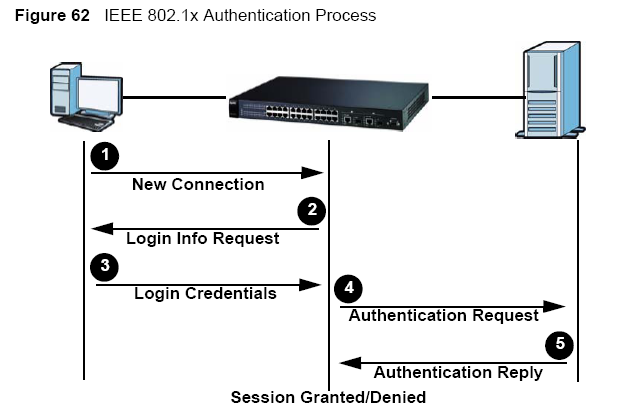 Figure 62 IEEE 802.1x Authentication Process
1
New Connection
2
Login Info Request
3
Login Credentials
4
Authentication Request
5
Authentication Reply
Session Granted/Denied